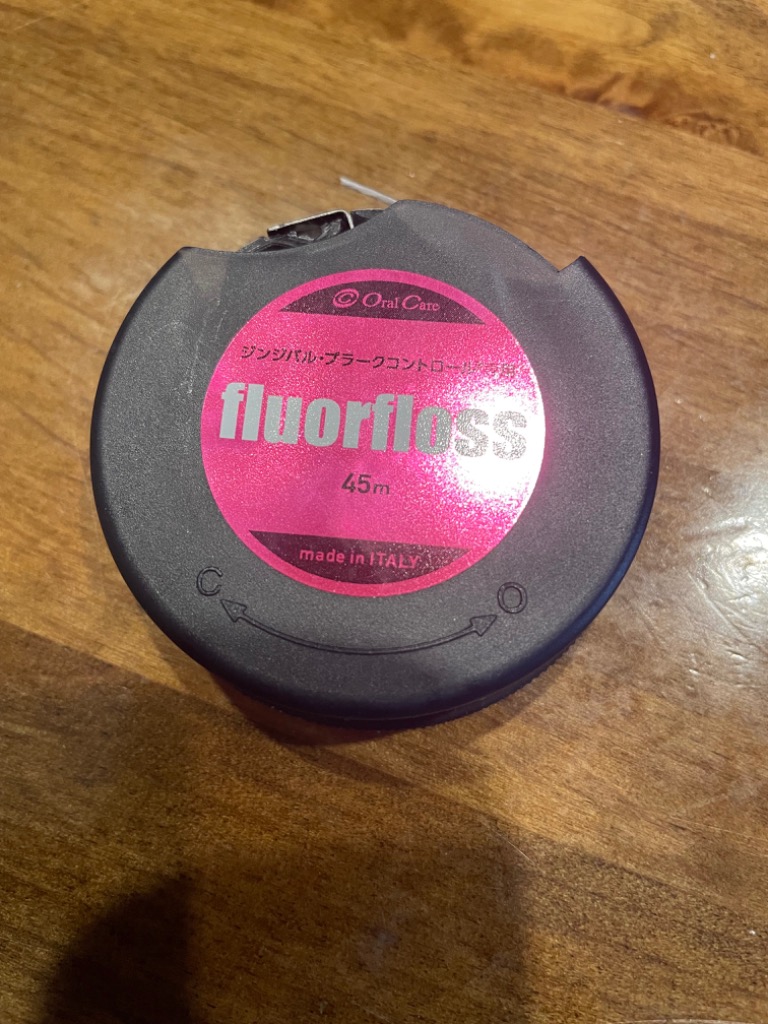 © Oral Care
ジンジバル・プラークコントロール
fluorfloss
45m
made in ITALY
C O